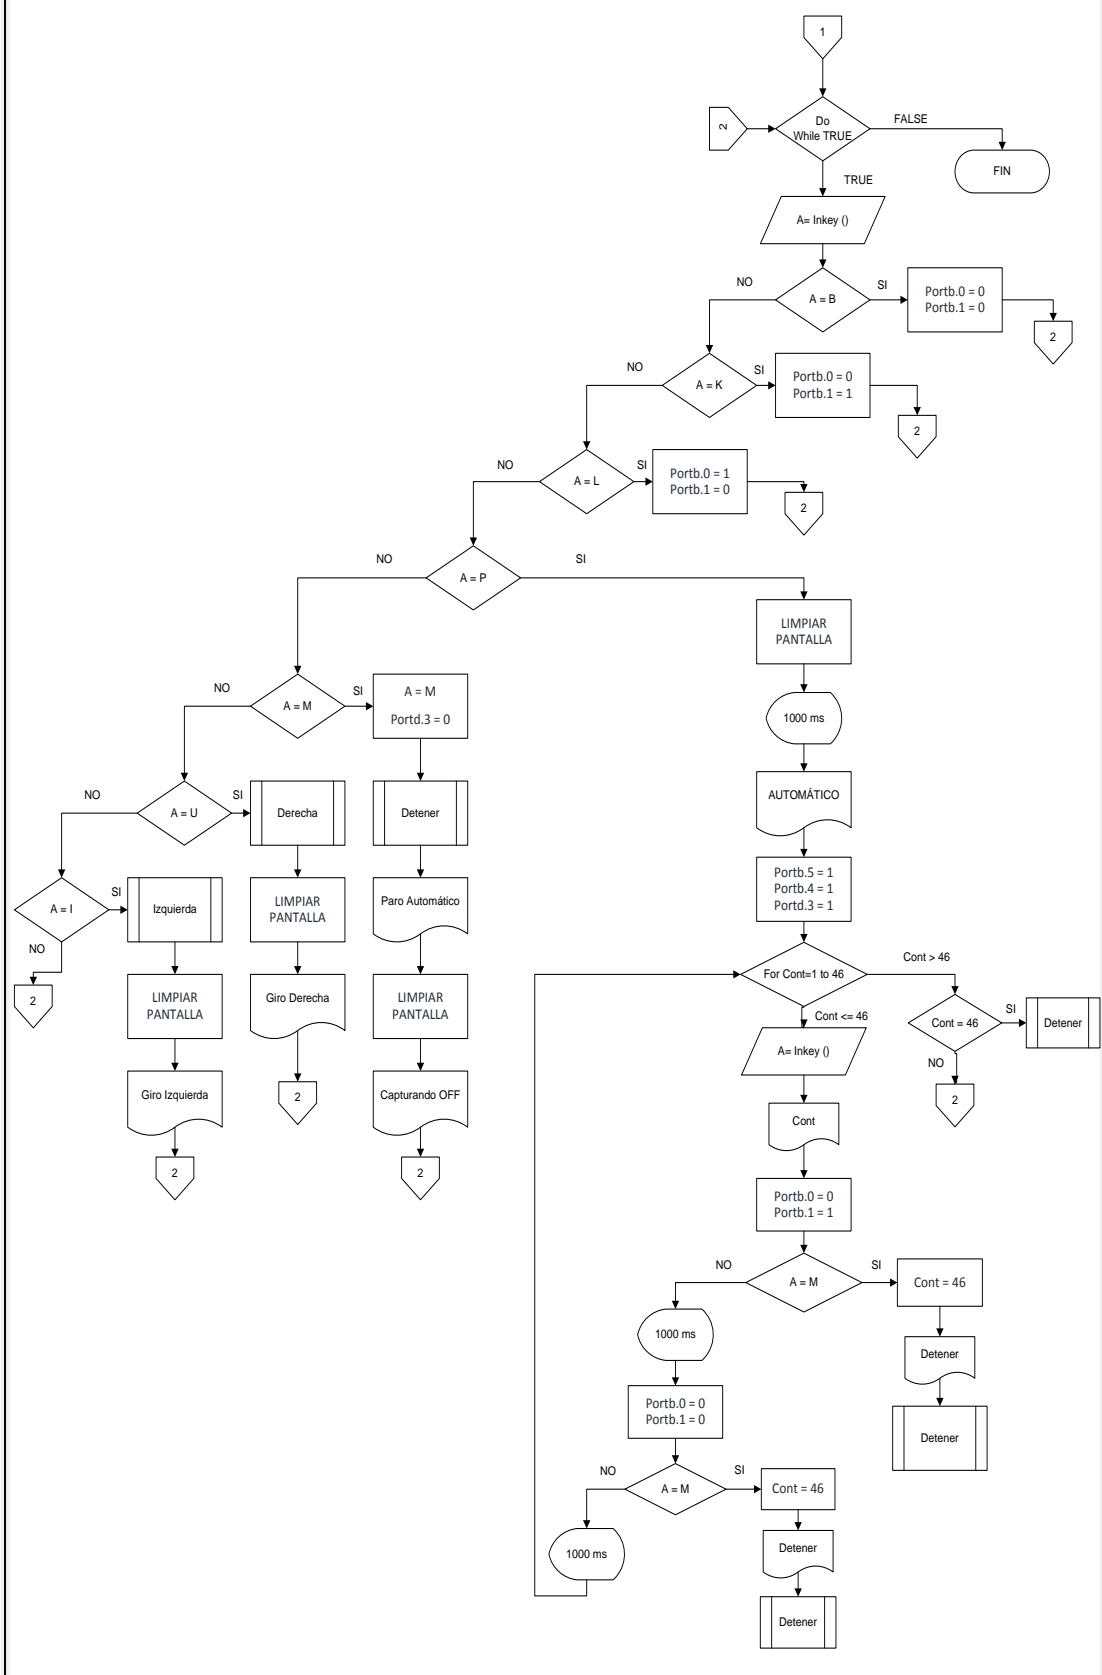 1
2
Do
While TRUE
FALSE
FIN
TRUE
A= Inkey ()
NO
A = B
SI
Portb.0 = 0
Portb.1 = 0
2
NO
A = K
SI
Portb.0 = 0
Portb.1 = 1
2
NO
A = L
SI
Portb.0 = 1
Portb.1 = 0
2
NO
A = P
SI
LIMPIAR
PANTALLA
1000 ms
AUTOMÁTICO
Portb.5 = 1
Portb.4 = 1
Portd.3 = 1
NO
A = M
SI
A = M
Portd.3 = 0
Detener
Paro Automático
LIMPIAR
PANTALLA
Capturando OFF
2
NO
A = U
SI
Derecha
LIMPIAR
PANTALLA
Giro Derecha
2
A = I
SI
Izquierda
LIMPIAR
PANTALLA
Giro Izquierda
2
NO
2
For Cont=1 to 46
Cont > 46
Cont = 46
SI
Detener
NO
2
Cont <= 46
A= Inkey ()
Cont
Portb.0 = 0
Portb.1 = 1
NO
A = M
SI
Cont = 46
Detener
Detener
1000 ms
Portb.0 = 0
Portb.1 = 0
NO
A = M
SI
Cont = 46
Detener
Detener
1000 ms